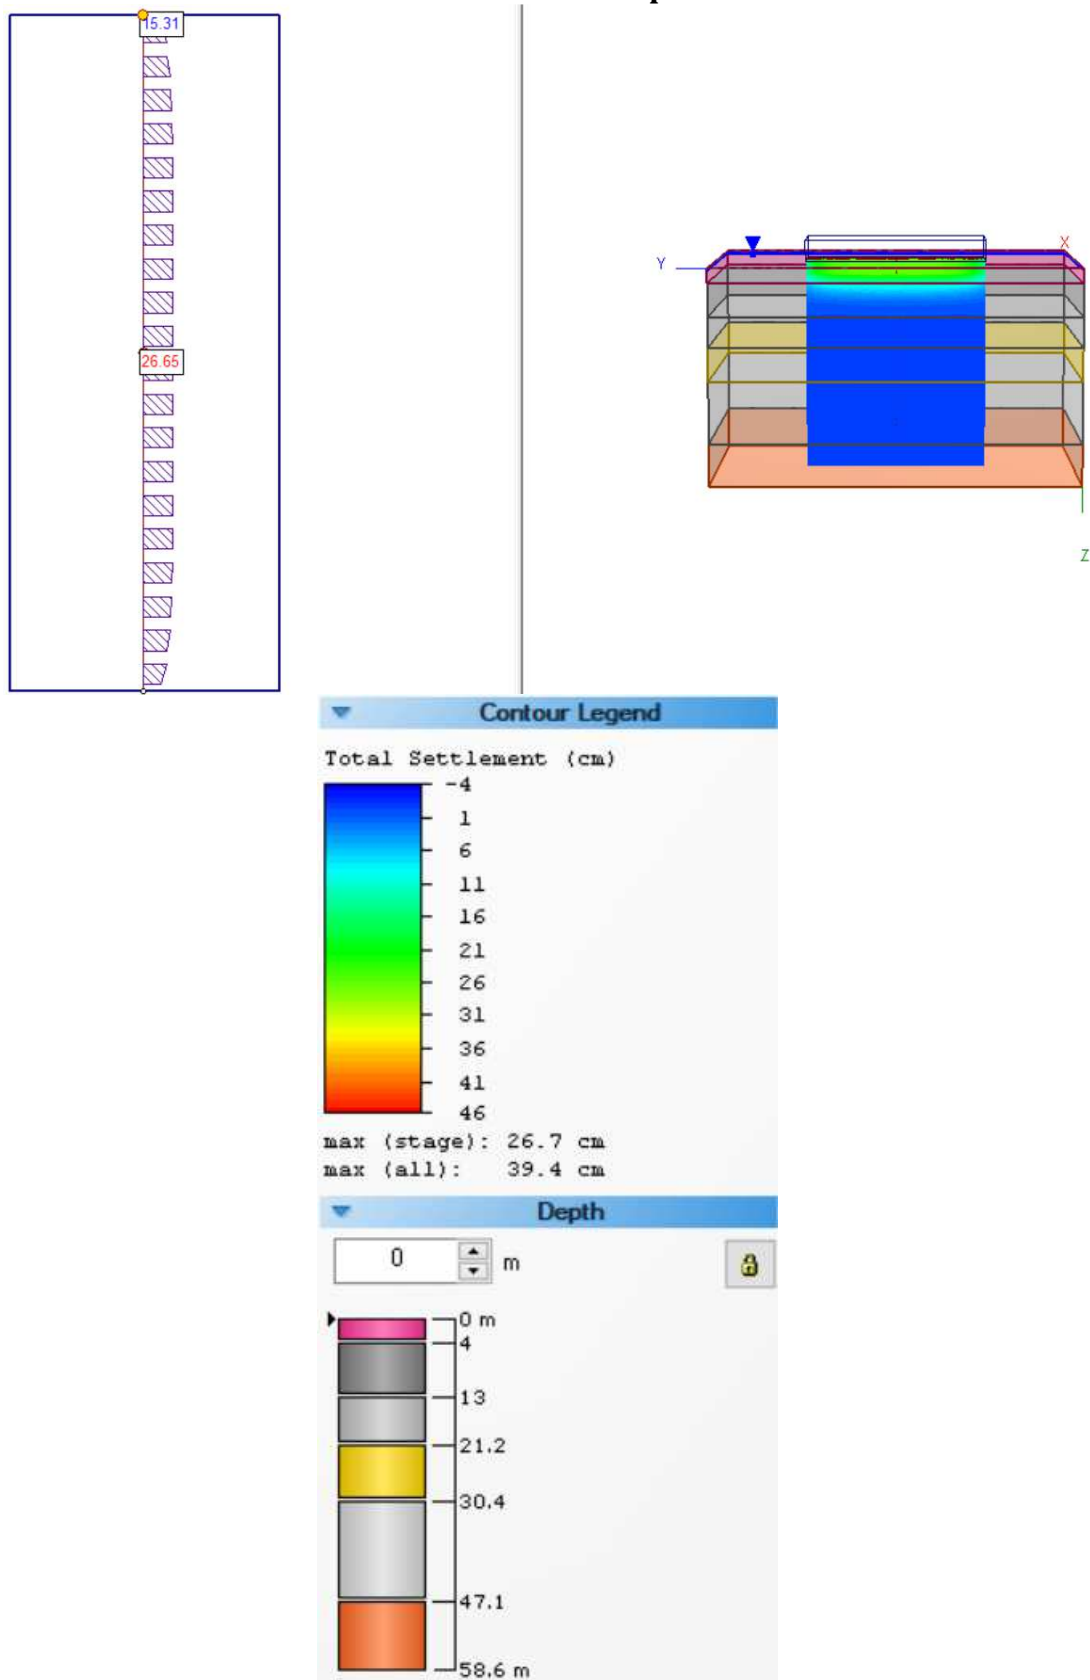 15.31
26.65
X
Y
Z
Contour Legend
Total Settlement (cm)
-4
1
6
11
16
21
26
31
36
41
46
max (stage): 26.7 cm
max (all): 39.4 cm
Depth
0 m
0 m
4
13
21.2
30.4
47.1
58.6 m